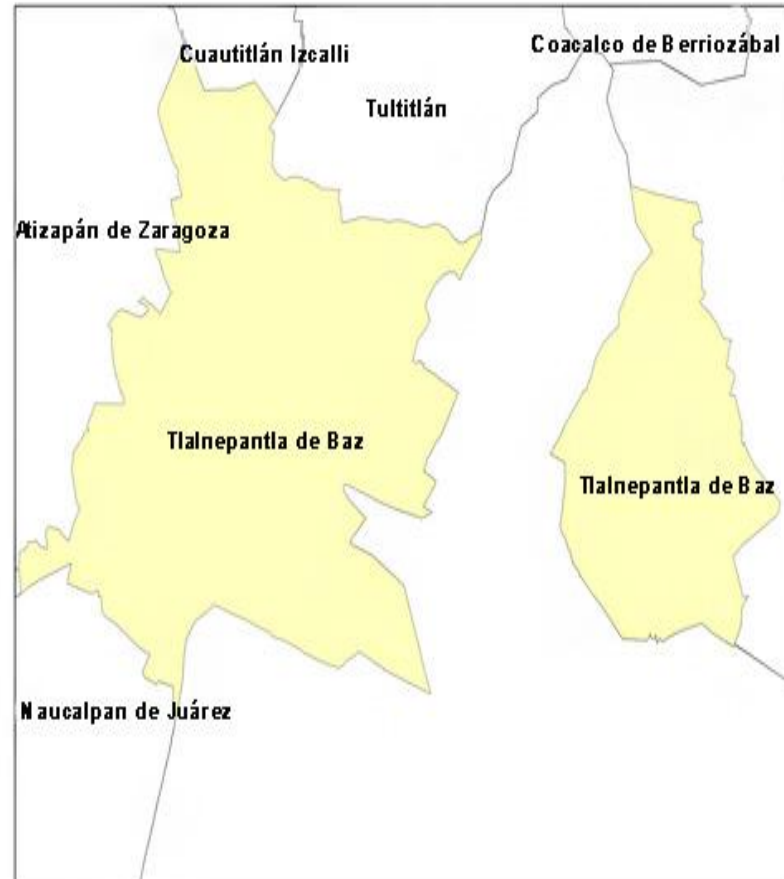 Cuautitlán Izcalli
Coacalco de Berriozábal
Tultitlán
Atizapán de Zaragoza
Tlalnepantla de Baz
Tlalnepantla de Baz
Naucalpan de Juárez